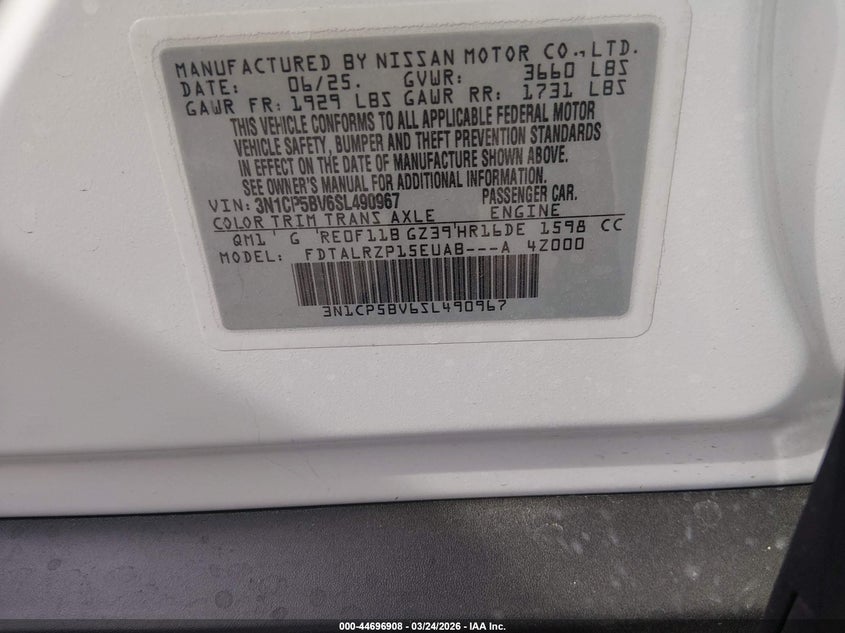 MANUFACTURED BY NISSAN MOTOR CO., LTD.
DATE: 06/25. GVWR: 3660 LBS
GAWR FR: 1929 LBS GAWR RR: 1731 LBS
THIS VEHICLE CONFORMS TO ALL APPLICABLE FEDERAL MOTOR
VEHICLE SAFETY, BUMPER AND THEFT PREVENTION STANDARDS
IN EFFECT ON THE DATE OF MANUFACTURE SHOWN ABOVE.
SEE OWNER'S MANUAL FOR ADDITIONAL INFORMATION.
VIN: 3N1CP5BV6SL490967 PASSENGER CAR.
COLOR TRIM TRANS AXLE ENGINE
QM1 G RE0F11B GZ39 HR16DE 1598 CC
MODEL: FDTALRZP15EUAB---A 4Z000
3N1CP5BV6SL490967
000-44696908 - 03/24/2026 - IAA Inc.